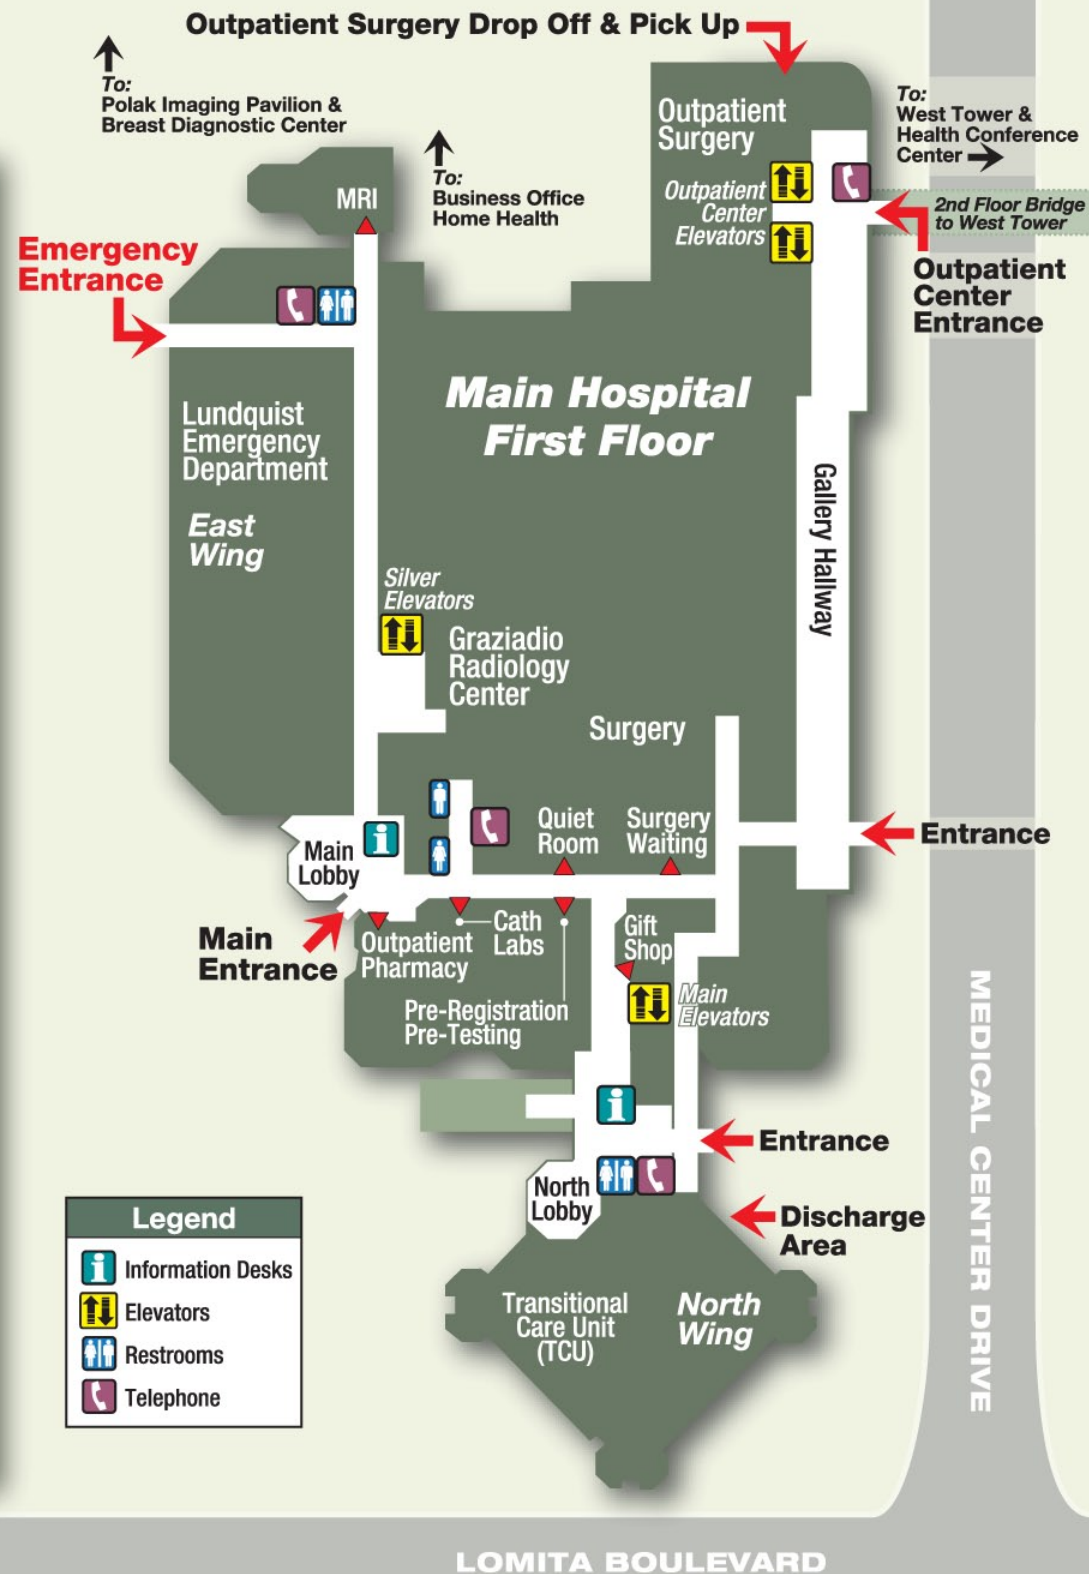 Outpatient Surgery Drop Off & Pick Up
To:
Polak Imaging Pavilion &
Breast Diagnostic Center
To:
Business Office
Home Health
To:
West Tower &
Health Conference
Center
2nd Floor Bridge
to West Tower
Outpatient
Surgery
Outpatient
Center
Elevators
Outpatient
Center
Entrance
MRI
Emergency
Entrance
Main Hospital
First Floor
Lundquist
Emergency
Department
East
Wing
Gallery Hallway
Silver
Elevators
Graziadio
Radiology
Center
Surgery
Quiet
Room
Surgery
Waiting
Entrance
Main
Lobby
Main
Entrance
Outpatient
Pharmacy
Cath
Labs
Gift
Shop
Pre-Registration
Pre-Testing
Main
Elevators
Entrance
North
Lobby
Discharge
Area
Transitional
Care Unit
(TCU)
North
Wing
Legend
Information Desks
Elevators
Restrooms
Telephone
MEDICAL CENTER DRIVE
LOMITA BOULEVARD